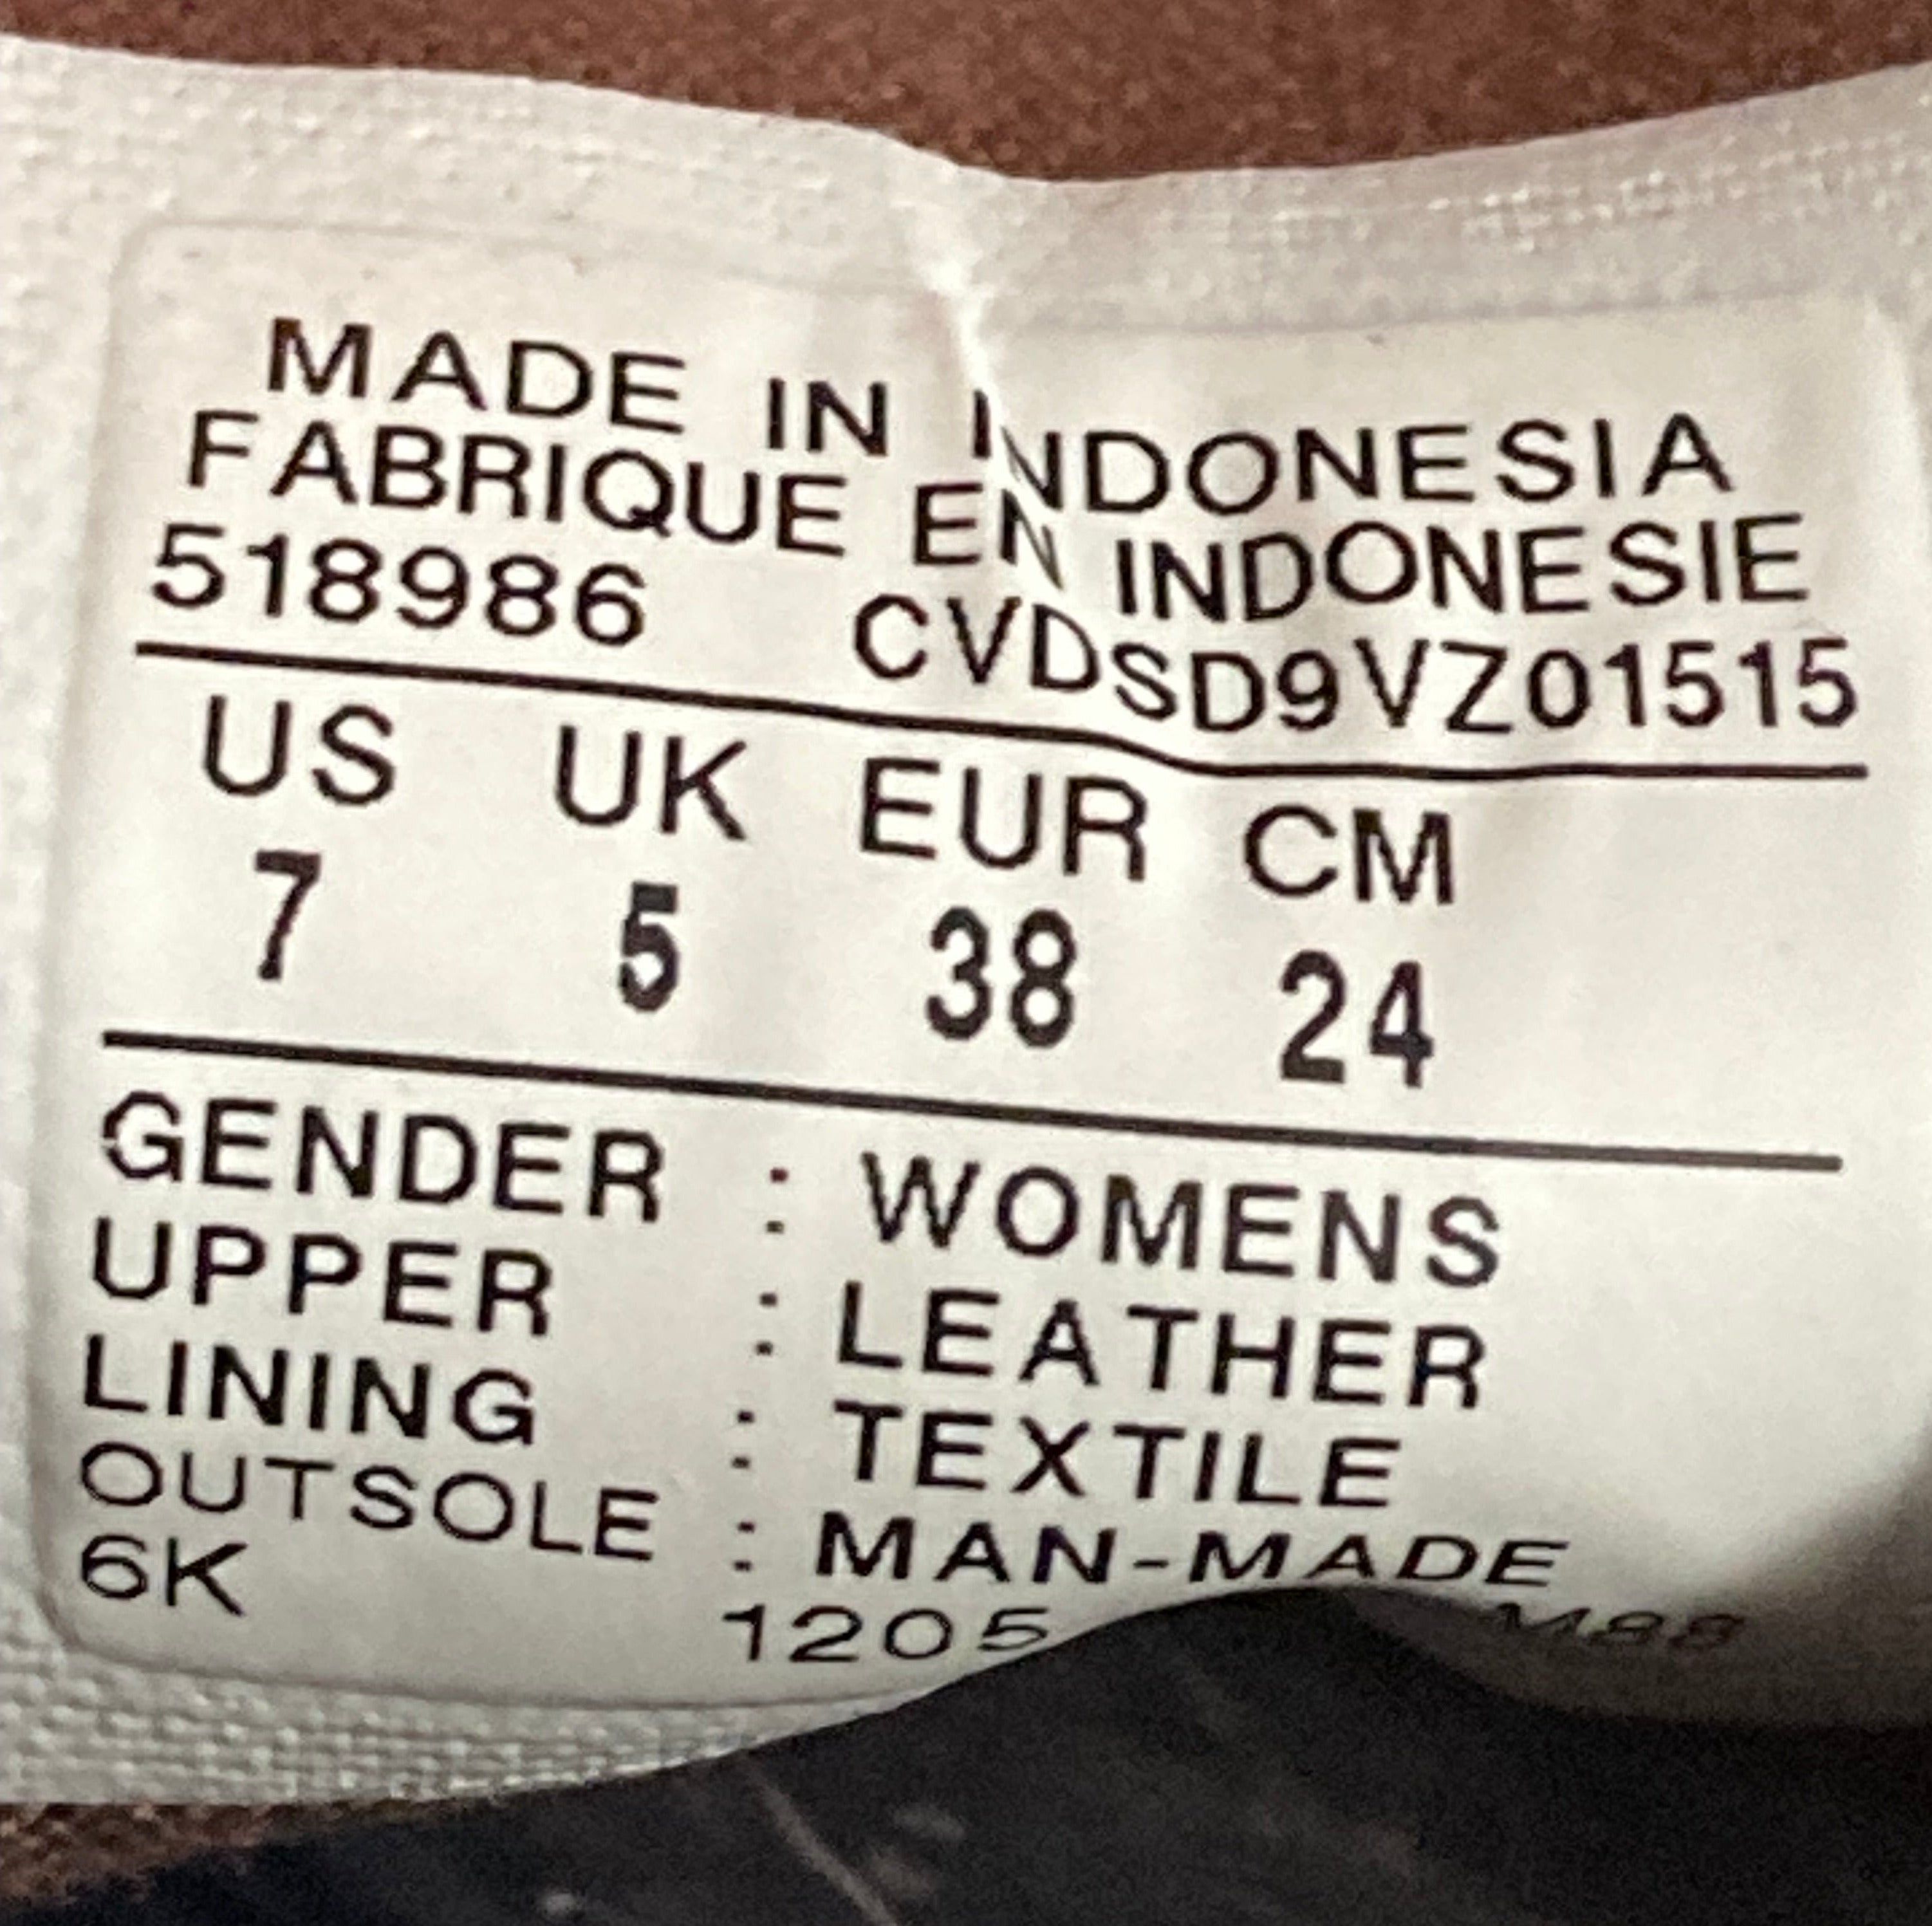 MADE IN INDONESIA
FABRIQUE EN INDONESIE
518986 CVDSD9VZ01515
US UK EUR CM
7 5 38 24
GENDER : WOMENS
UPPER : LEATHER
LINING : TEXTILE
OUTSOLE : MAN-MADE
6K 1205 M88